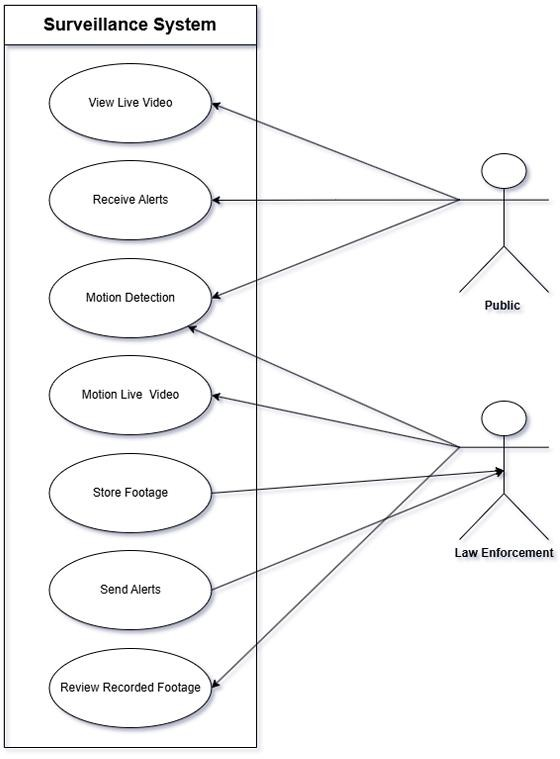 Surveillance System
View Live Video
Receive Alerts
Motion Detection
Public
Motion Live  Video
Store Footage
Law Enforcement
Send Alerts
Review Recorded Footage